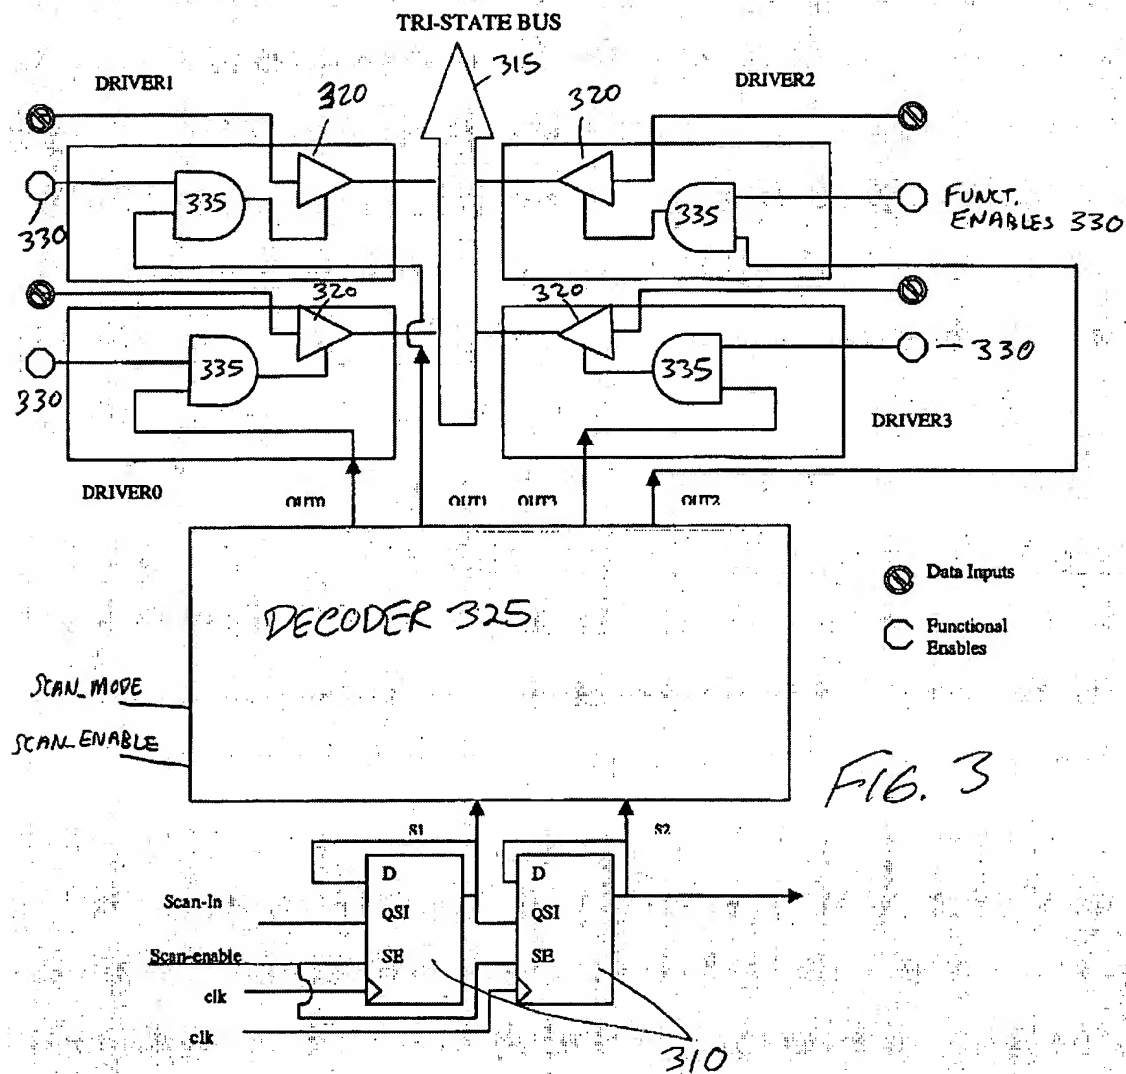 TRI-STATE BUS
315
DRIVER1
320
320
DRIVER2
335
335
330
FUNCT.
ENABLES 330
320
320
335
335
330
330
DRIVER3
DRIVER0
OUT0
OUT1
OUT3
OUT2
Data Inputs
DECODER 325
Functional
Enables
SCAN_MODE
SCAN_ENABLE
FIG. 3
S1
S2
D
D
Scan-In
QSI
QSI
Scan-enable
SE
SE
clk
clk
310